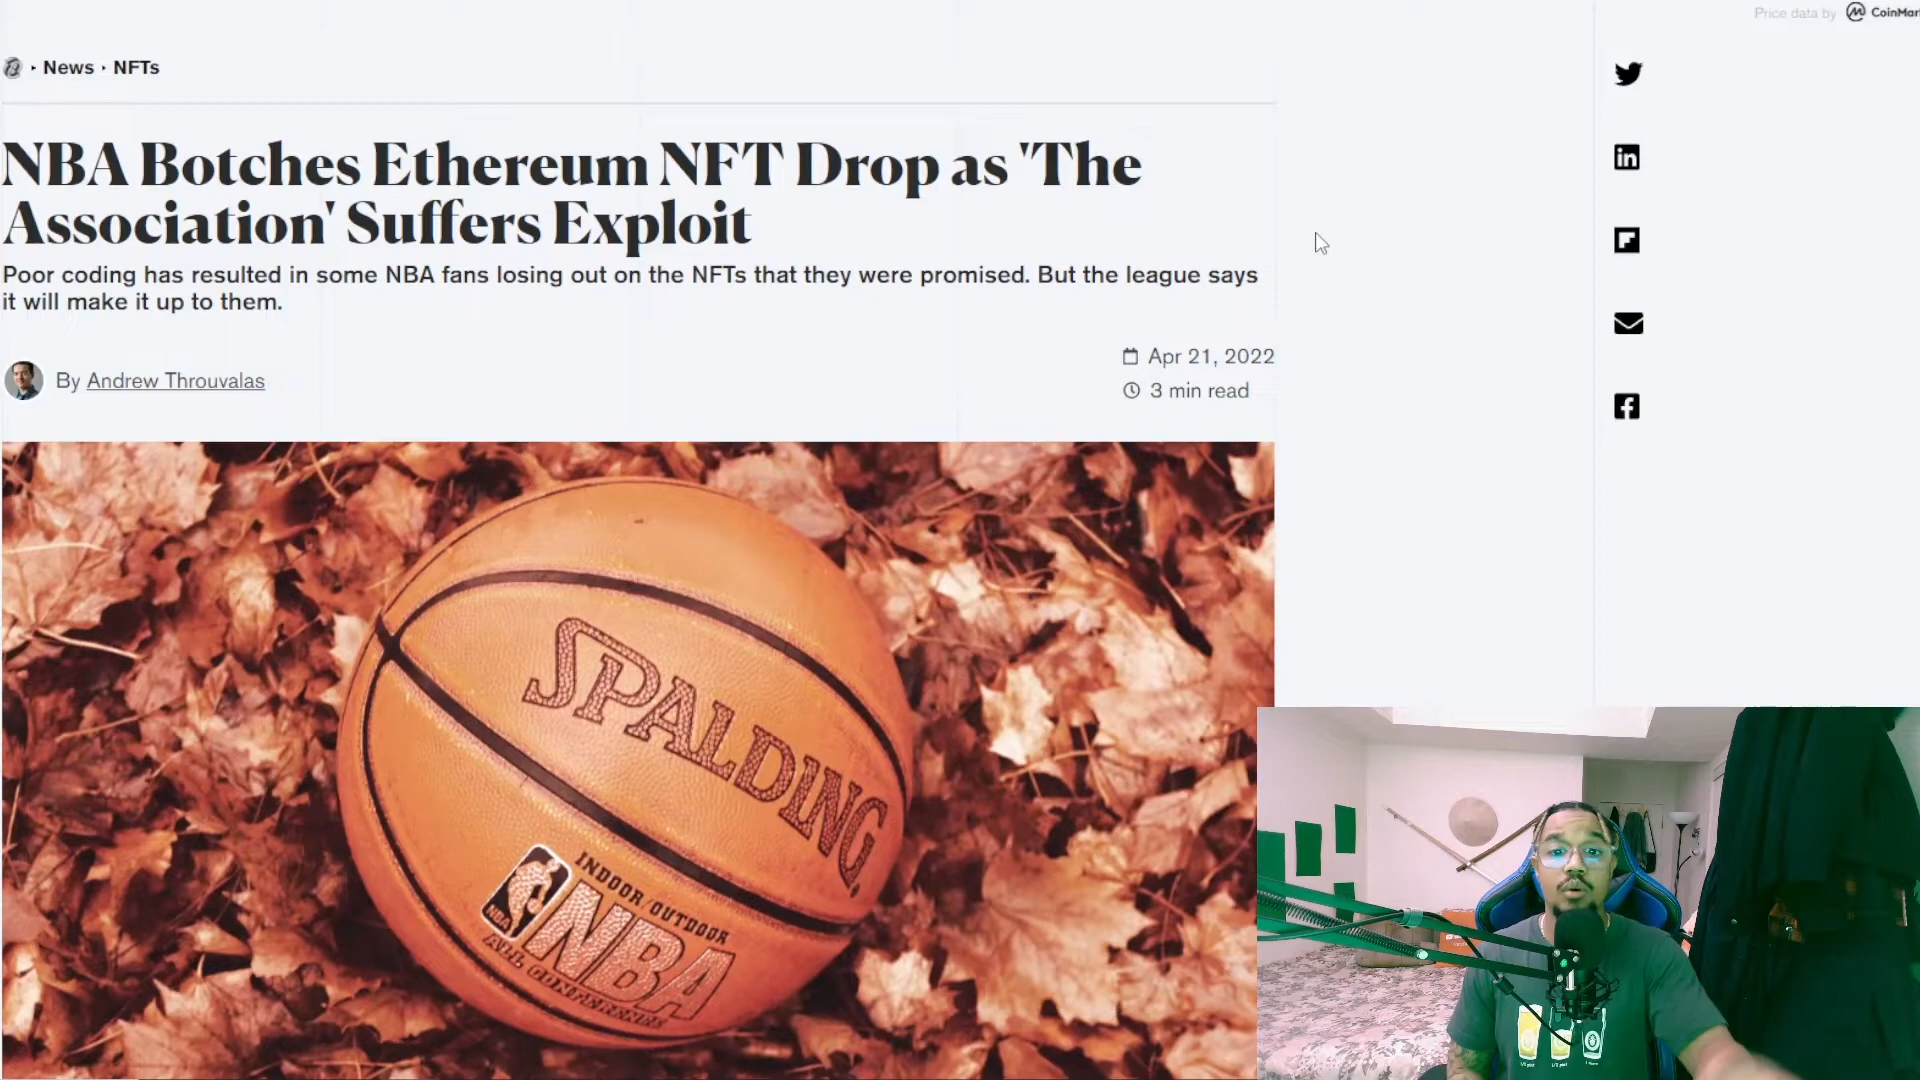 Price data by CoinMar
News · NFTs
NBA Botches Ethereum NFT Drop as 'The
Association' Suffers Exploit
Poor coding has resulted in some NBA fans losing out on the NFTs that they were promised. But the league says
it will make it up to them.
Apr 21, 2022
By Andrew Throuvalas
3 min read
SPALDING
INDOOR/OUTDOOR
NBA
NBA
ALL CONFERENCE